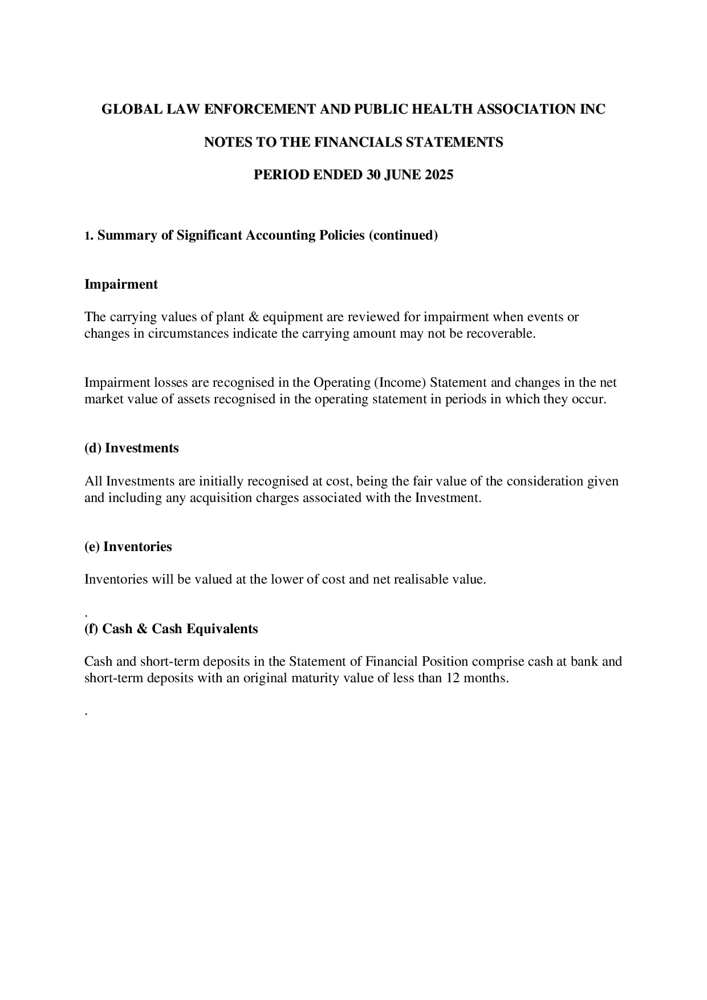 GLOBAL LAW ENFORCEMENT AND PUBLIC HEALTH ASSOCIATION INC
NOTES TO THE FINANCIALS STATEMENTS
PERIOD ENDED 30 JUNE 2025
1. Summary of Significant Accounting Policies (continued)
Impairment
The carrying values of plant & equipment are reviewed for impairment when events or
changes in circumstances indicate the carrying amount may not be recoverable.
Impairment losses are recognised in the Operating (Income) Statement and changes in the net
market value of assets recognised in the operating statement in periods in which they occur.
(d) Investments
All Investments are initially recognised at cost, being the fair value of the consideration given
and including any acquisition charges associated with the Investment.
(e) Inventories
Inventories will be valued at the lower of cost and net realisable value.
.
(f) Cash & Cash Equivalents
Cash and short-term deposits in the Statement of Financial Position comprise cash at bank and
short-term deposits with an original maturity value of less than 12 months.
.